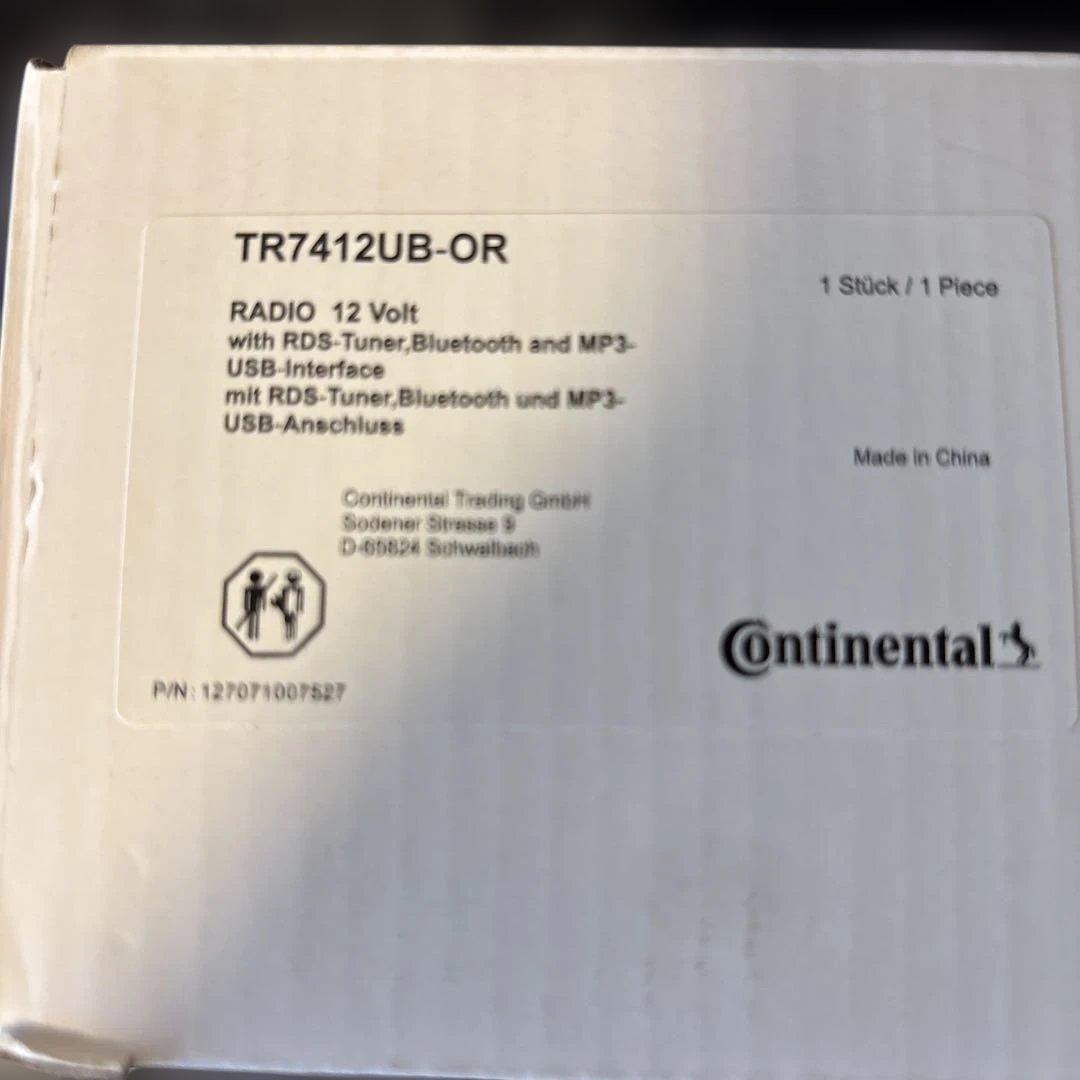 TR7412UB-OR
1 Stück / 1 Piece
RADIO 12 Volt
with RDS-Tuner,Bluetooth and MP3-
USB-Interface
mit RDS-Tuner,Bluetooth und MP3-
USB-Anschluss
Made in China
Continental Trading GmbH
Sodener Strasse 9
D-65824 Schwalbach
Continental
P/N: 127071007527